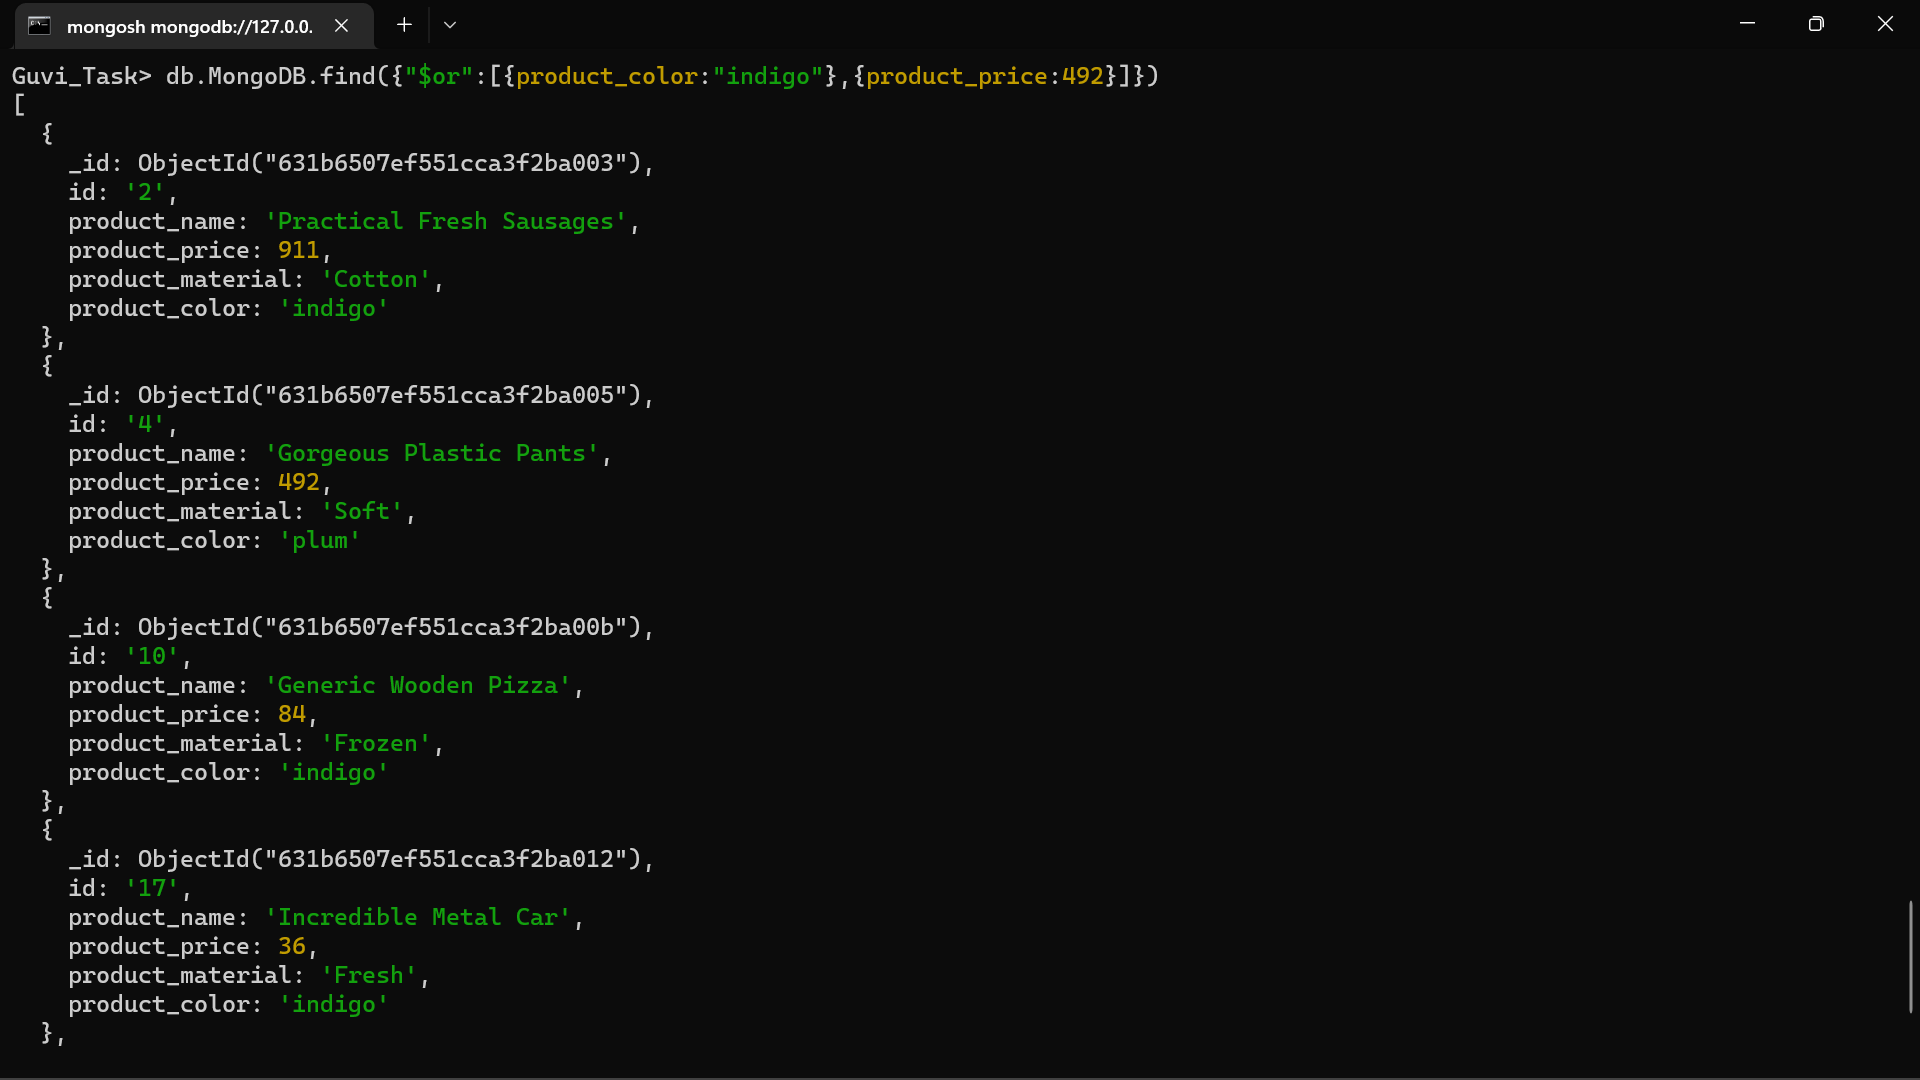 mongosh mongodb://127.0.0.
Guvi_Task> db.MongoDB.find({"$or":[{product_color:"indigo"},{product_price:492}]})
[
  {
    _id: ObjectId("631b6507ef551cca3f2ba003"),
    id: '2',
    product_name: 'Practical Fresh Sausages',
    product_price: 911,
    product_material: 'Cotton',
    product_color: 'indigo'
  },
  {
    _id: ObjectId("631b6507ef551cca3f2ba005"),
    id: '4',
    product_name: 'Gorgeous Plastic Pants',
    product_price: 492,
    product_material: 'Soft',
    product_color: 'plum'
  },
  {
    _id: ObjectId("631b6507ef551cca3f2ba00b"),
    id: '10',
    product_name: 'Generic Wooden Pizza',
    product_price: 84,
    product_material: 'Frozen',
    product_color: 'indigo'
  },
  {
    _id: ObjectId("631b6507ef551cca3f2ba012"),
    id: '17',
    product_name: 'Incredible Metal Car',
    product_price: 36,
    product_material: 'Fresh',
    product_color: 'indigo'
  },